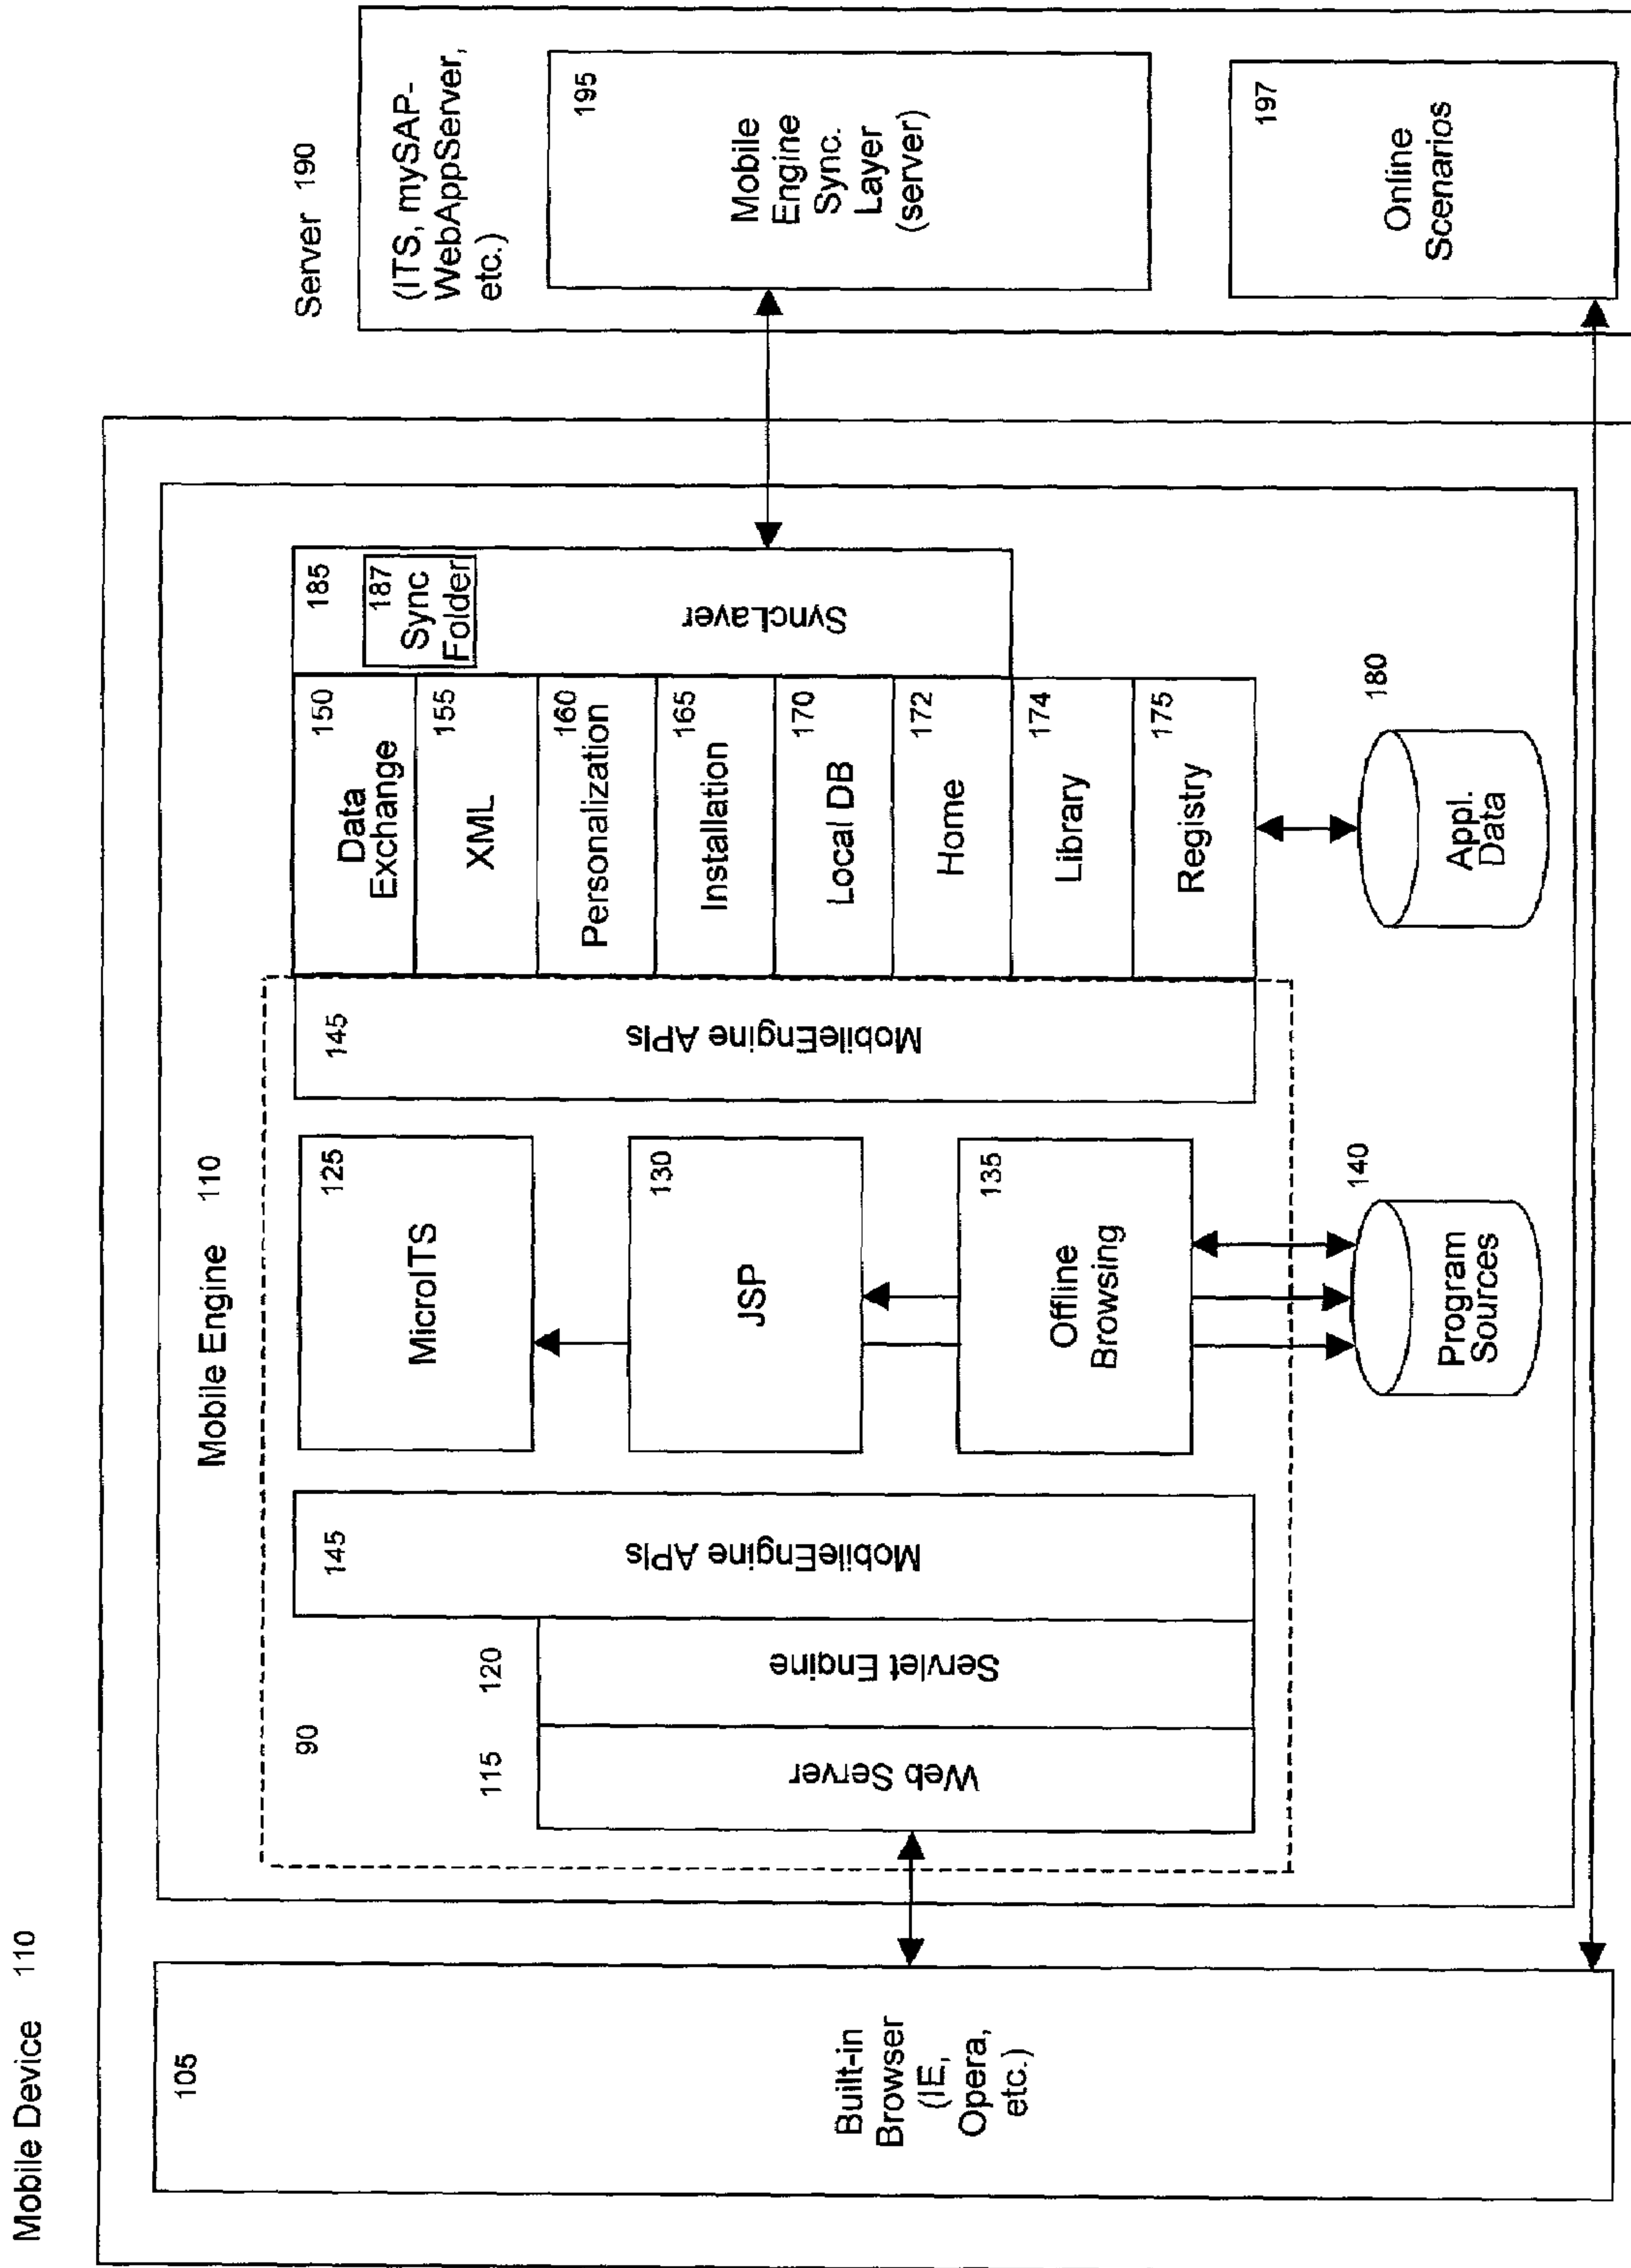 Mobile Device 110
105
Built-in
Browser
(IE,
Opera,
etc.)
Mobile Engine 110
90
115
Web Server
120
Servlet Engine
145
MobileEngine APIs
125
MicroITS
130
JSP
135
Offline
Browsing
140
Program
Sources
145
MobileEngine APIs
150
Data
Exchange
155
XML
160
Personalization
165
Installation
170
Local DB
172
Home
174
Library
175
Registry
180
Appl.
Data
185
187
Sync
Folder
SyncLayer
Server 190
(ITS, mySAP-
WebAppServer,
etc.)
195
Mobile
Engine
Sync.
Layer
(server)
197
Online
Scenarios